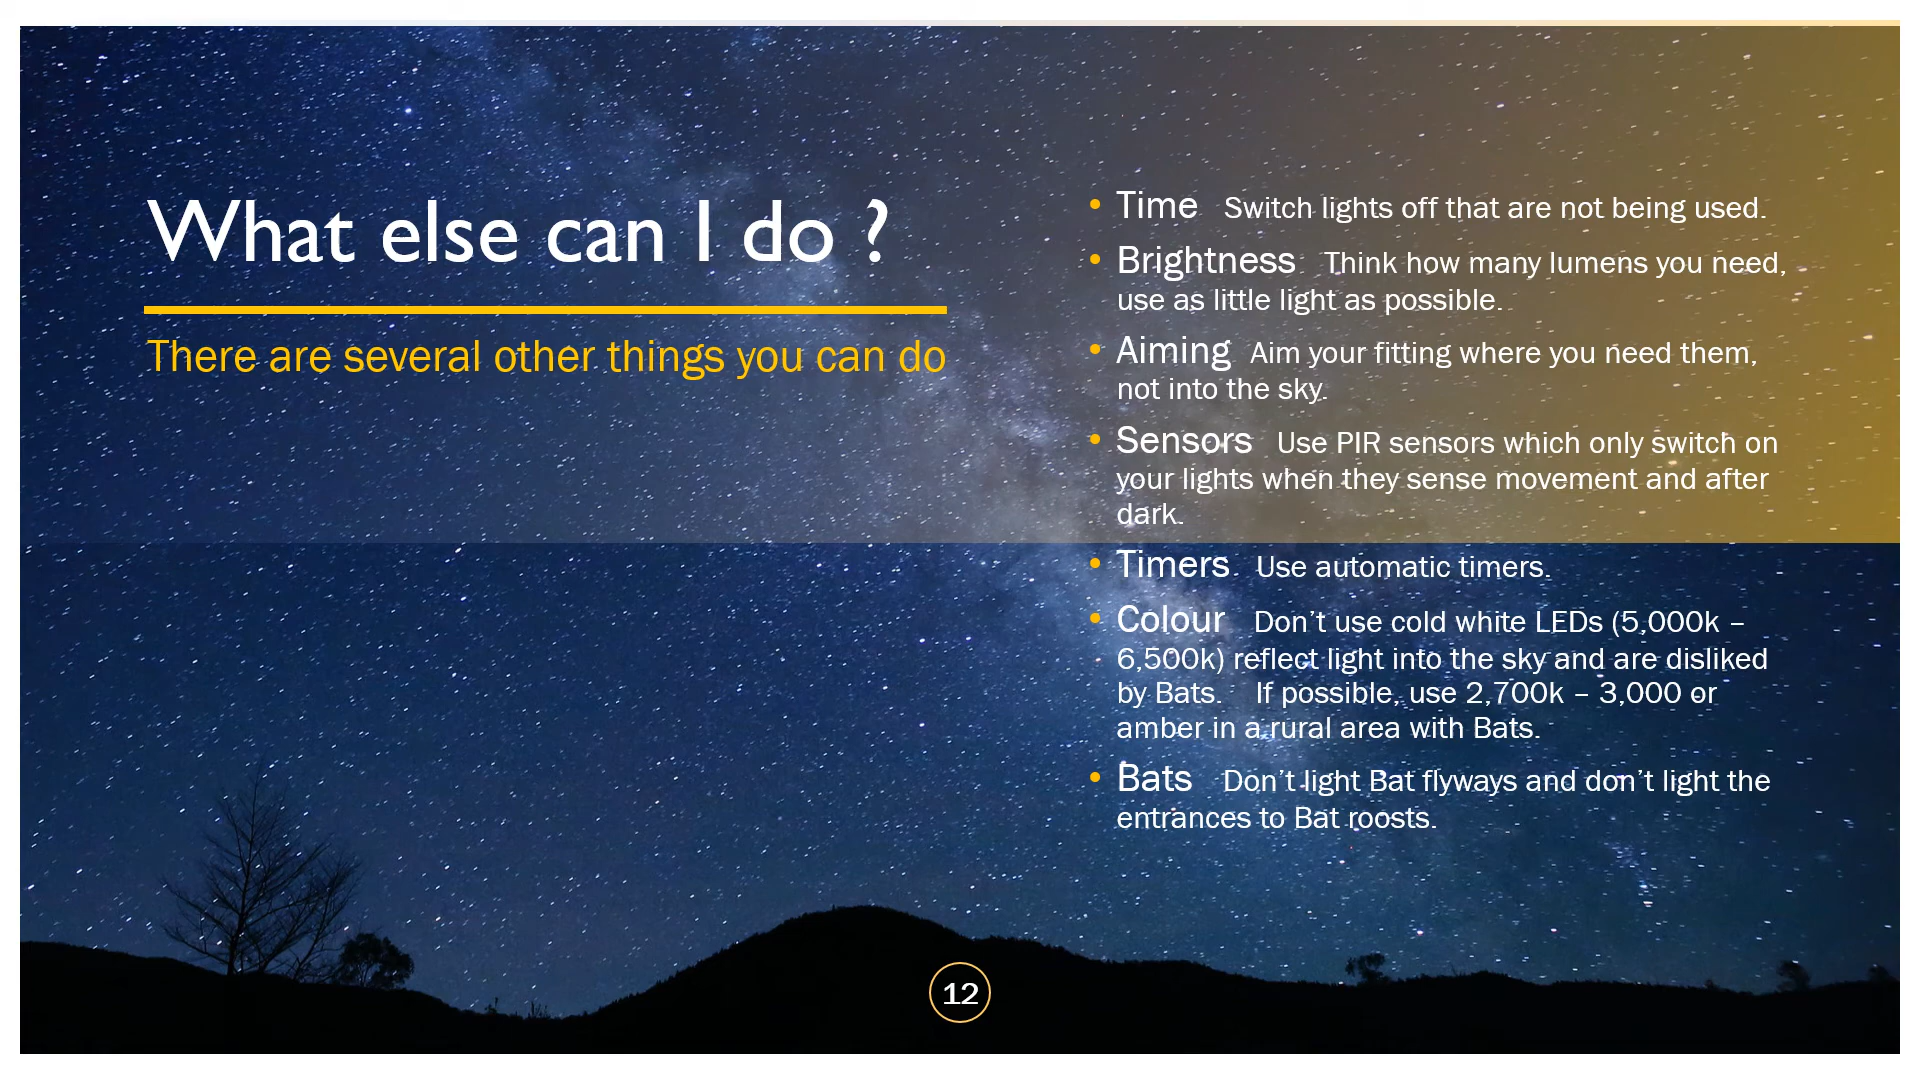 What else can I do ?
There are several other things you can do
• Time Switch lights off that are not being used.
• Brightness Think how many lumens you need,
use as little light as possible.
• Aiming Aim your fitting where you need them,
not into the sky.
• Sensors Use PIR sensors which only switch on
your lights when they sense movement and after
dark.
• Timers Use automatic timers.
• Colour Don’t use cold white LEDs (5,000k –
6,500k) reflect light into the sky and are disliked
by Bats. If possible, use 2,700k – 3,000 or
amber in a rural area with Bats.
• Bats Don’t light Bat flyways and don’t light the
entrances to Bat roosts.
12